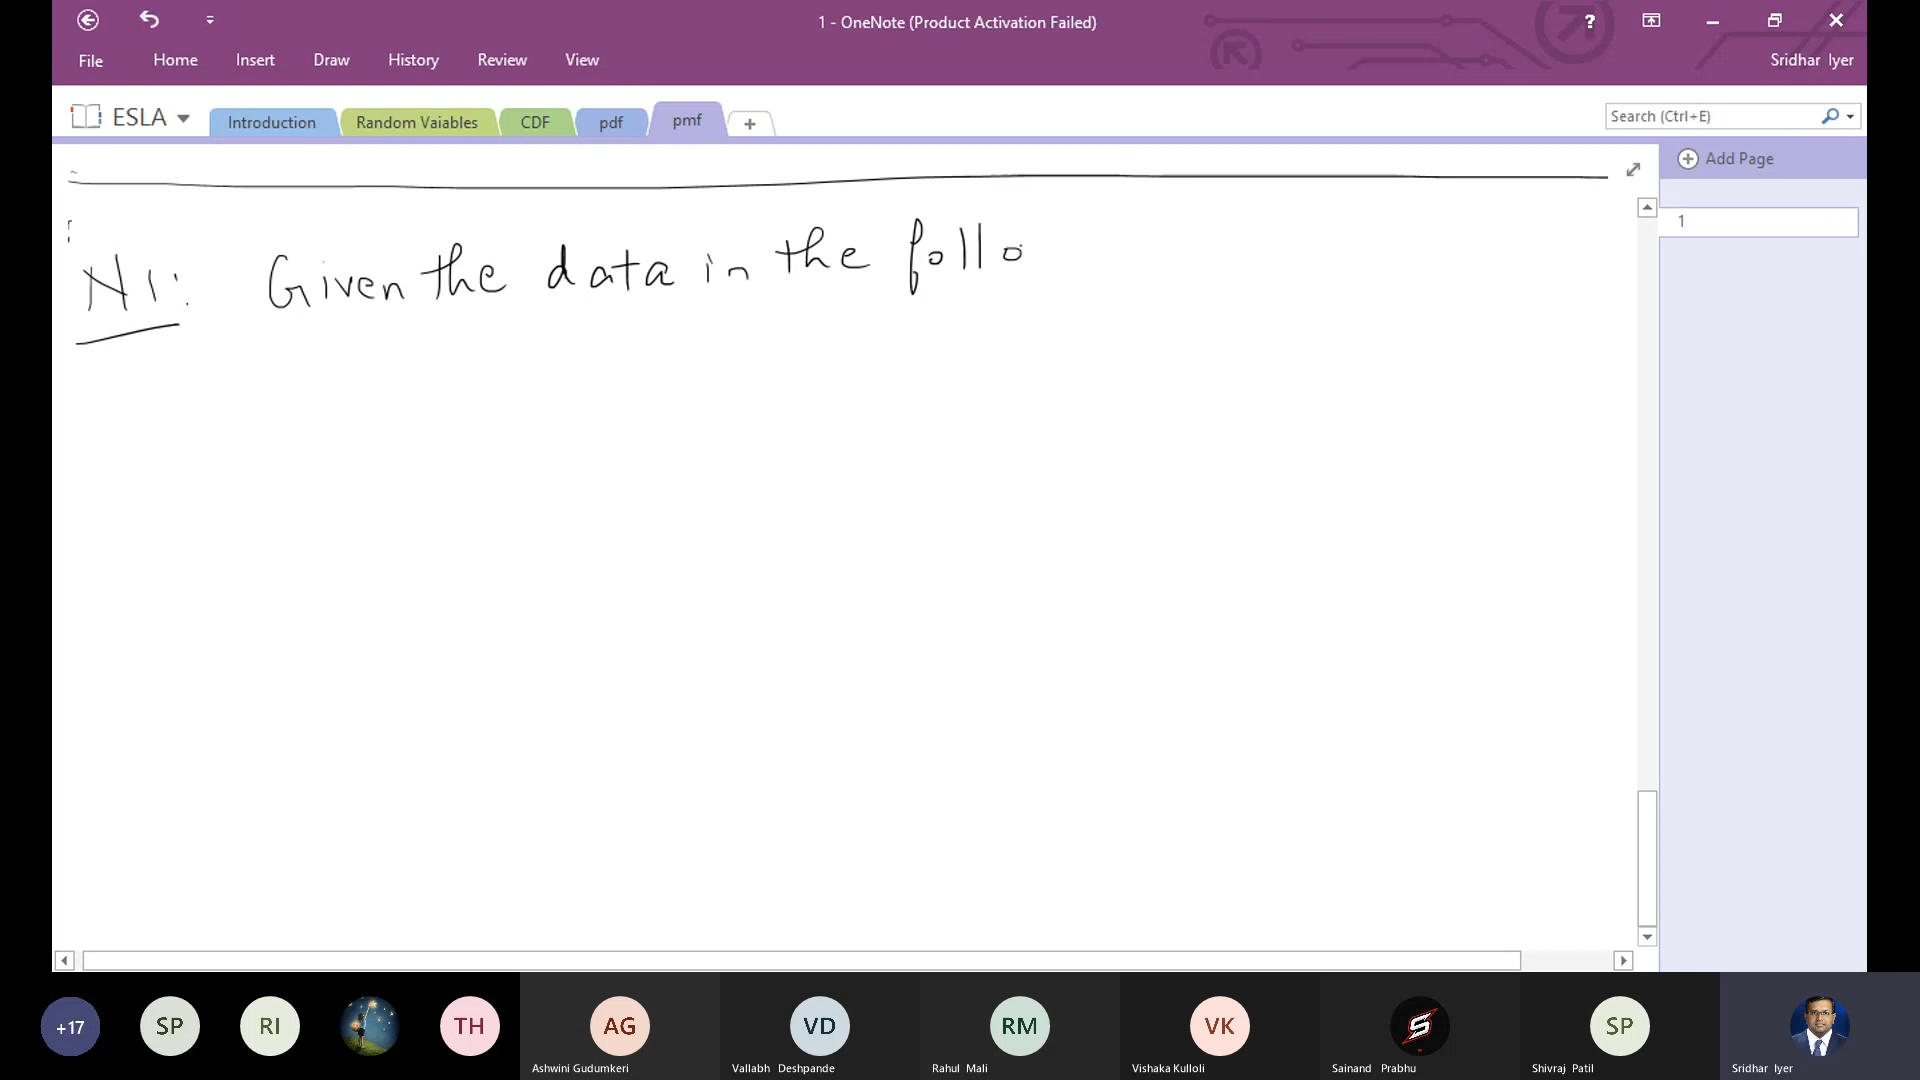 1 - OneNote (Product Activation Failed)
?
File Home Insert Draw History Review View
Sridhar Iyer
ESLA Introduction Random Vaiables CDF pdf pmf +
Search (Ctrl+E)
Add Page
1
N1: Given the data in the follo
+17 SP RI TH AG VD RM VK S SP
Ashwini Gudumkeri Vallabh Deshpande Rahul Mali Vishaka Kulloli Sainand Prabhu Shivraj Patil Sridhar Iyer